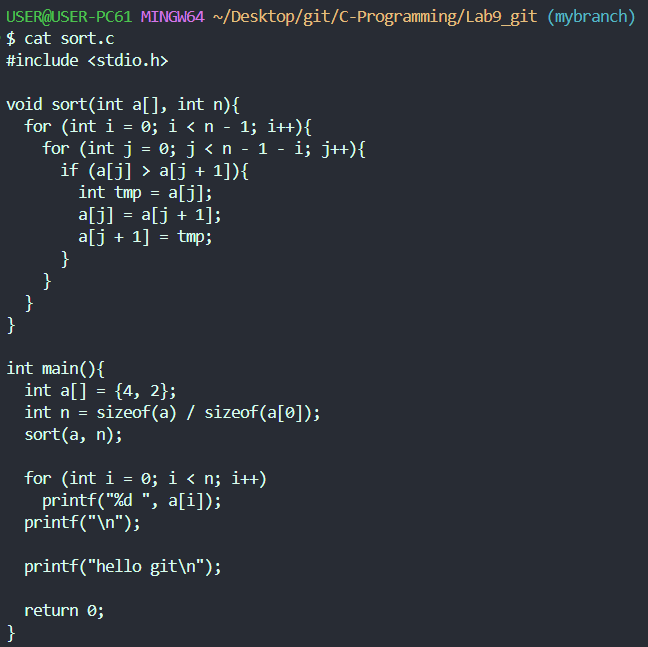 USER@USER-PC61 MINGW64 ~/Desktop/git/C-Programming/Lab9_git (mybranch)
$ cat sort.c
#include <stdio.h>

void sort(int a[], int n){
  for (int i = 0; i < n - 1; i++){
    for (int j = 0; j < n - 1 - i; j++){
      if (a[j] > a[j + 1]){
        int tmp = a[j];
        a[j] = a[j + 1];
        a[j + 1] = tmp;
      }
    }
  }
}

int main(){
  int a[] = {4, 2};
  int n = sizeof(a) / sizeof(a[0]);
  sort(a, n);

  for (int i = 0; i < n; i++)
    printf("%d ", a[i]);
  printf("\n");

  printf("hello git\n");

  return 0;
}